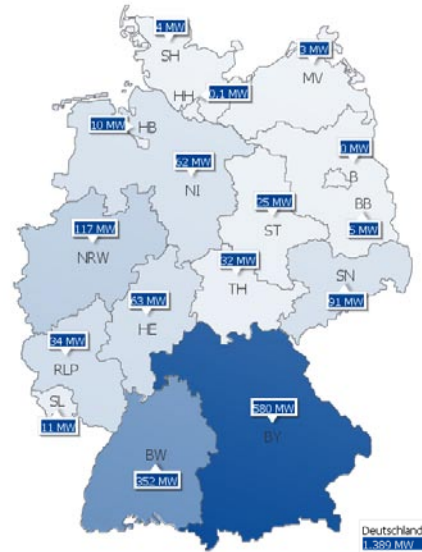 4 MW
SH
3 MW
MV
HH
0,1 MW
10 MW
HB
0 MW
B
62 MW
NI
25 MW
ST
BB
5 MW
117 MW
NRW
32 MW
TH
SN
91 MW
63 MW
HE
34 MW
RLP
SL
11 MW
580 MW
BY
BW
352 MW
Deutschland
1.389 MW